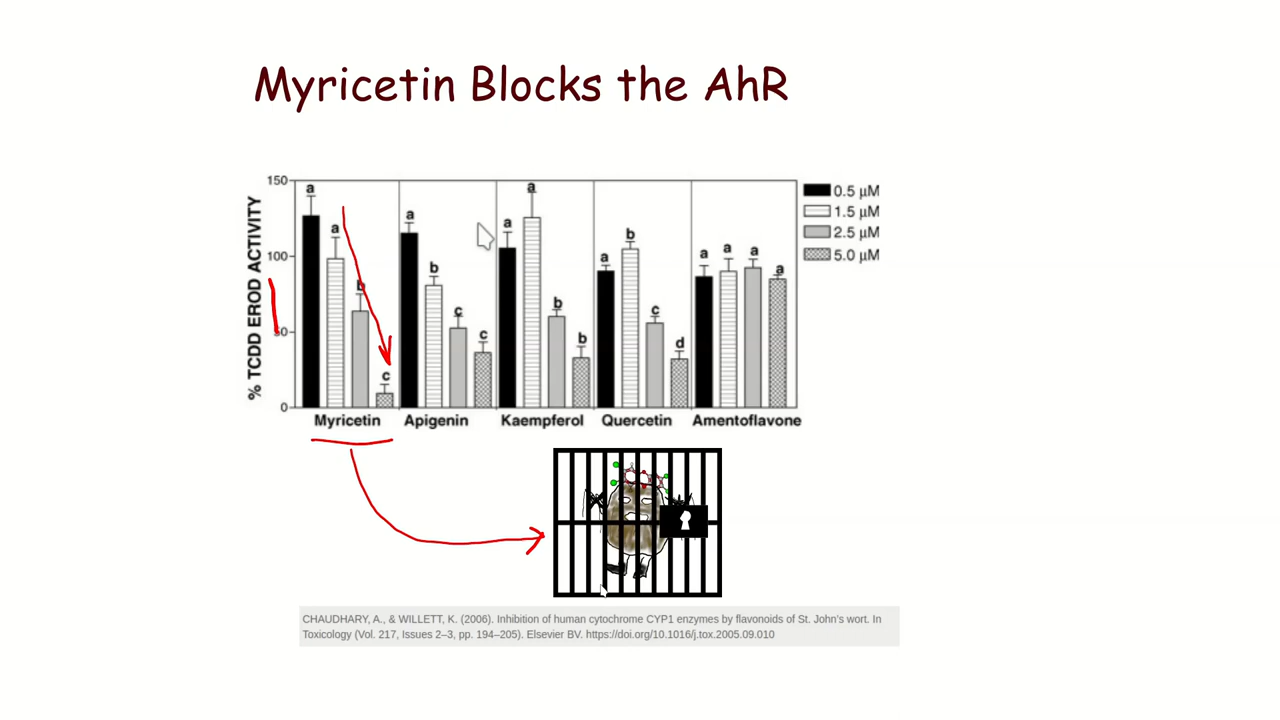 Myricetin Blocks the AhR
% TCDD EROD ACTIVITY
150
100
50
0
a a b c
a b c c
a a b b
a b c d
a a a a
Myricetin Apigenin Kaempferol Quercetin Amentoflavone
0.5 µM
1.5 µM
2.5 µM
5.0 µM
CHAUDHARY, A., & WILLETT, K. (2006). Inhibition of human cytochrome CYP1 enzymes by flavonoids of St. John's wort. In
Toxicology (Vol. 217, Issues 2–3, pp. 194–205). Elsevier BV. https://doi.org/10.1016/j.tox.2005.09.010